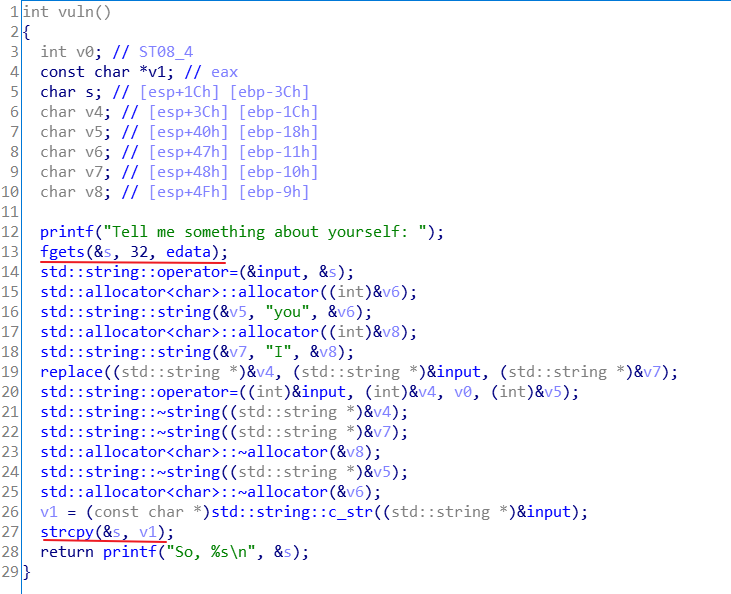 1 int vuln()
2 {
3 int v0; // ST08_4
4 const char *v1; // eax
5 char s; // [esp+1Ch] [ebp-3Ch]
6 char v4; // [esp+3Ch] [ebp-1Ch]
7 char v5; // [esp+40h] [ebp-18h]
8 char v6; // [esp+47h] [ebp-11h]
9 char v7; // [esp+48h] [ebp-10h]
10 char v8; // [esp+4Fh] [ebp-9h]
11
12 printf("Tell me something about yourself: ");
13 fgets(&s, 32, edata);
14 std::string::operator=(&input, &s);
15 std::allocator<char>::allocator((int)&v6);
16 std::string::string(&v5, "you", &v6);
17 std::allocator<char>::allocator((int)&v8);
18 std::string::string(&v7, "I", &v8);
19 replace((std::string *)&v4, (std::string *)&input, (std::string *)&v7);
20 std::string::operator=((int)&input, (int)&v4, v0, (int)&v5);
21 std::string::~string((std::string *)&v4);
22 std::string::~string((std::string *)&v7);
23 std::allocator<char>::~allocator(&v8);
24 std::string::~string((std::string *)&v5);
25 std::allocator<char>::~allocator(&v6);
26 v1 = (const char *)std::string::c_str((std::string *)&input);
27 strcpy(&s, v1);
28 return printf("So, %s\n", &s);
29 }